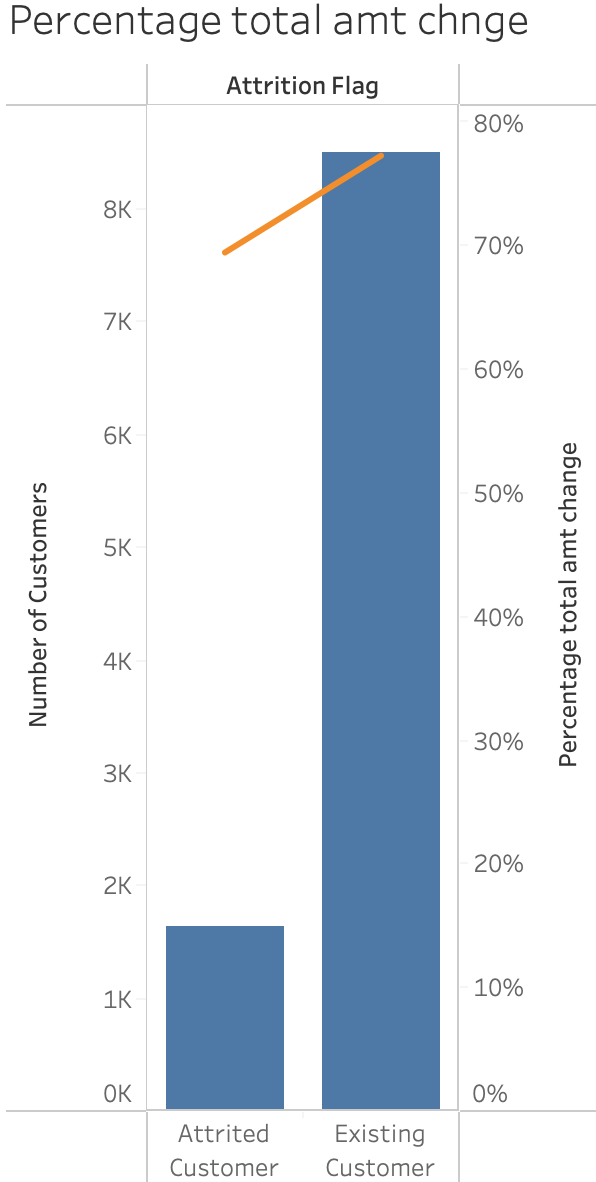 Percentage total amt chnge
Attrition Flag
80%
8K
70%
7K
60%
6K
50%
5K
40%
4K
30%
3K
20%
2K
10%
1K
0K
0%
Number of Customers
Percentage total amt change
Attrited
Customer
Existing
Customer